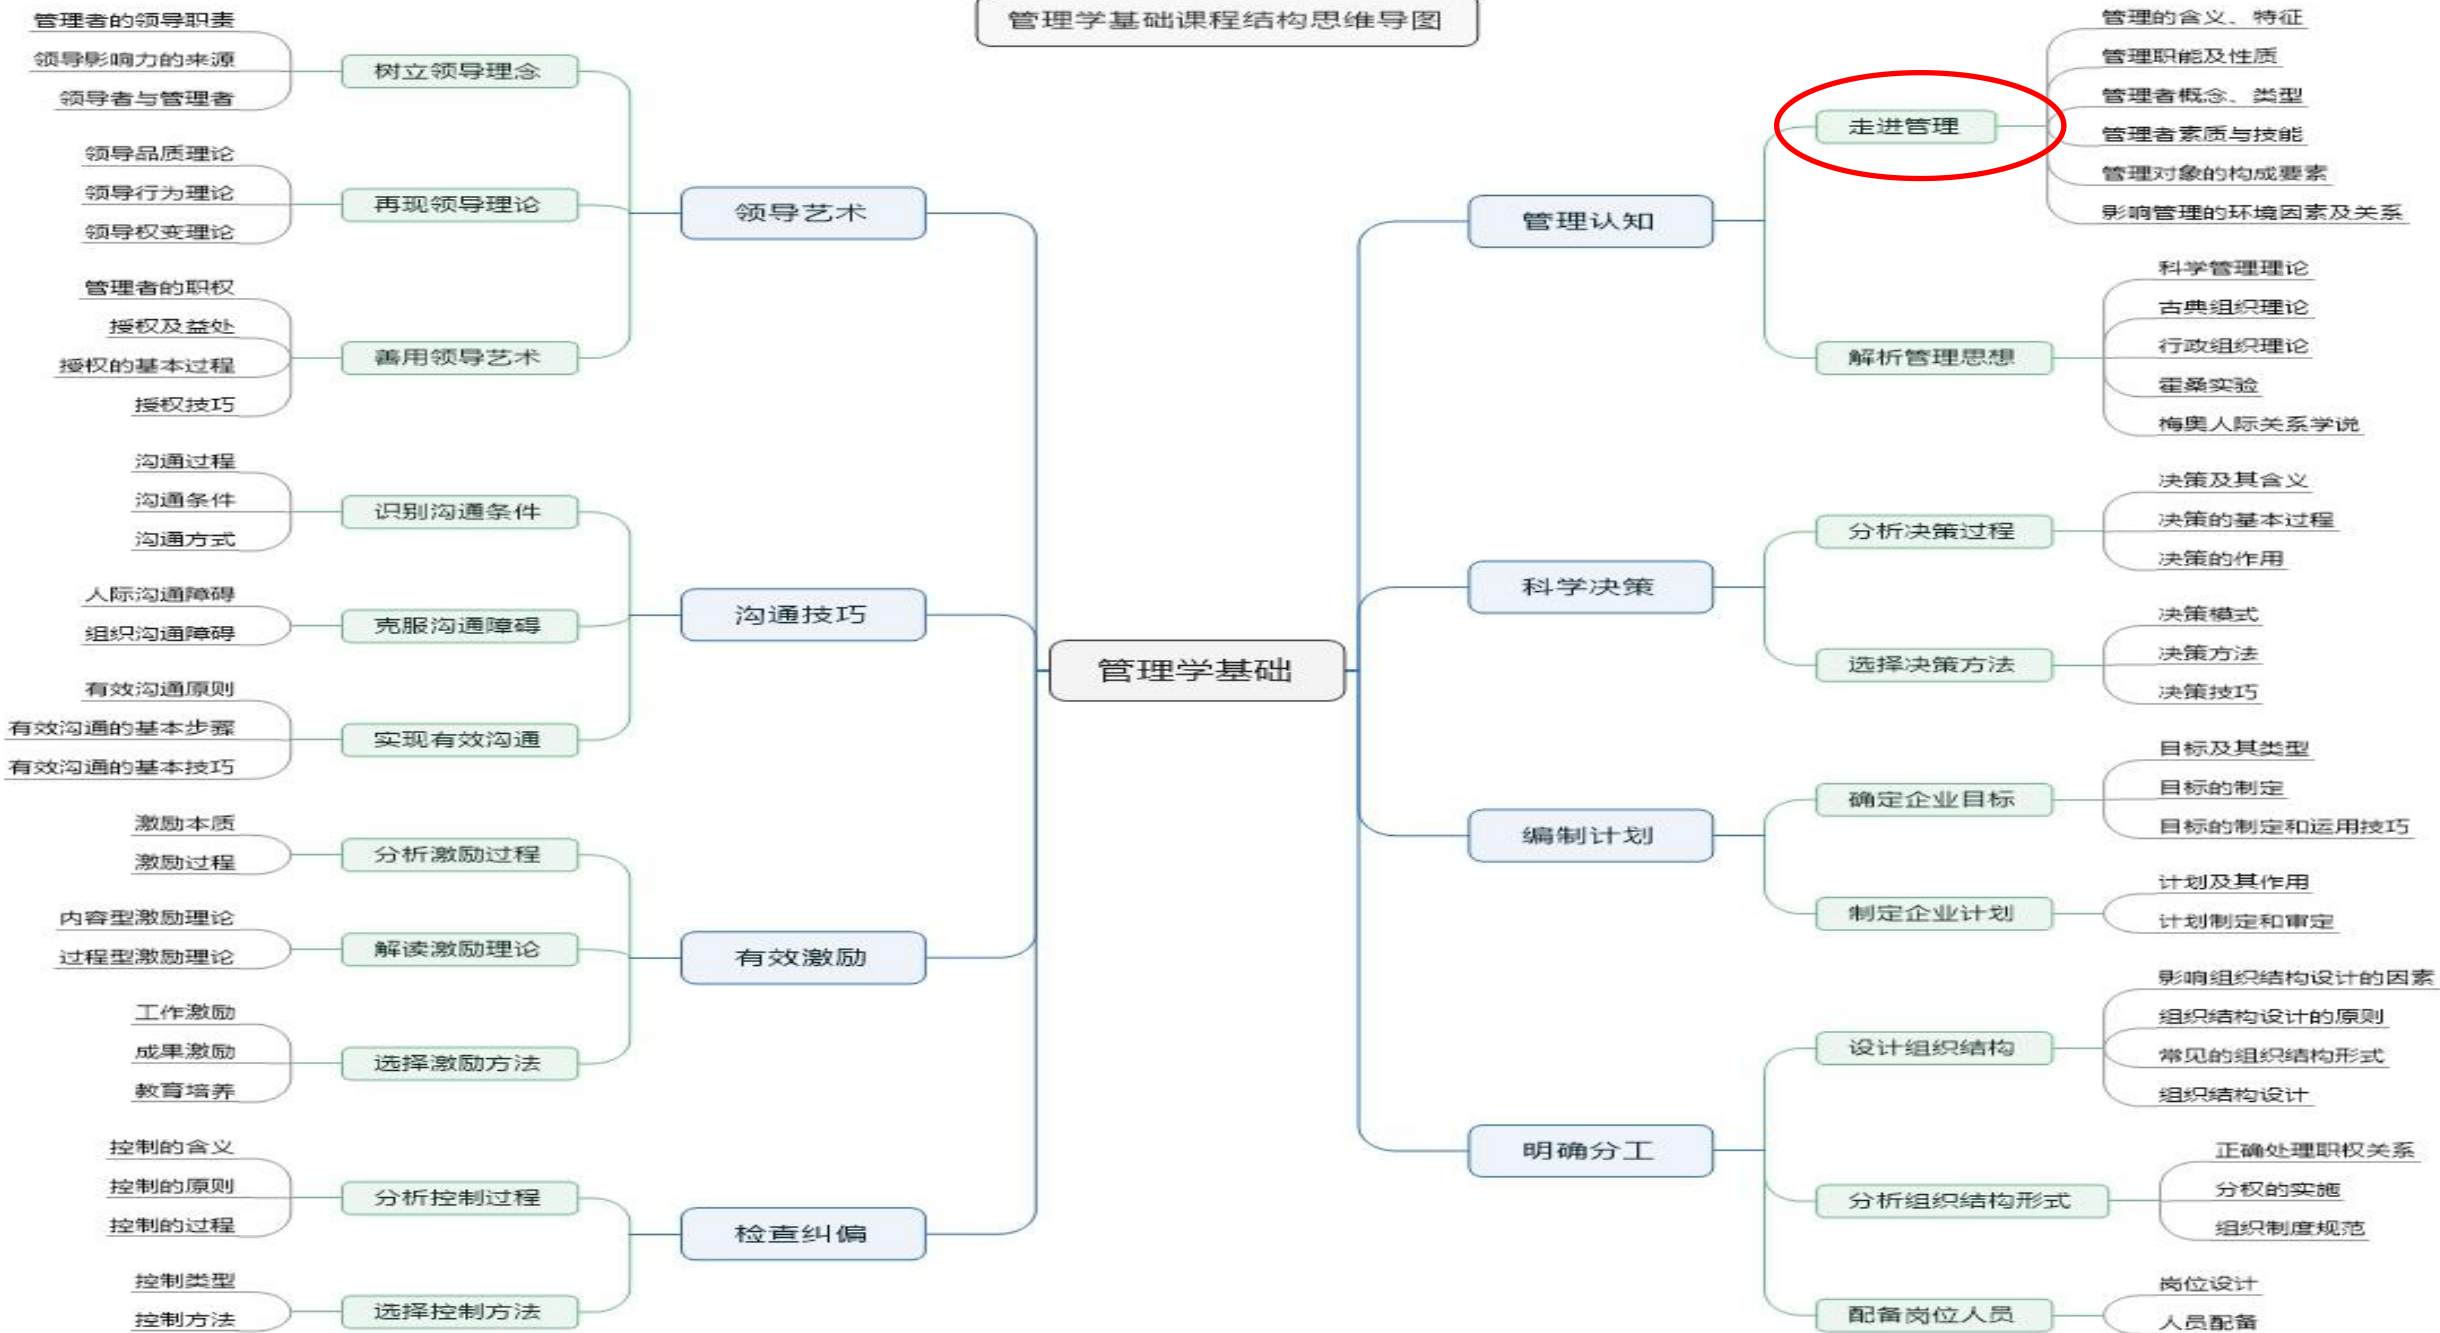 管理学基础课程结构思维导图
管理学基础
管理认知
走进管理
管理的含义、特征
管理职能及性质
管理者概念、类型
管理者素质与技能
管理对象的构成要素
影响管理的环境因素及关系
解析管理思想
科学管理理论
古典组织理论
行政组织理论
霍桑实验
梅奥人际关系学说
科学决策
分析决策过程
决策及其含义
决策的基本过程
决策的作用
选择决策方法
决策模式
决策方法
决策技巧
编制计划
确定企业目标
目标及其类型
目标的制定
目标的制定和运用技巧
制定企业计划
计划及其作用
计划制定和审定
明确分工
设计组织结构
影响组织结构设计的因素
组织结构设计的原则
常见的组织结构形式
组织结构设计
分析组织结构形式
正确处理职权关系
分权的实施
组织制度规范
配备岗位人员
岗位设计
人员配备
领导艺术
树立领导理念
管理者的领导职责
领导影响力的来源
领导者与管理者
再现领导理论
领导品质理论
领导行为理论
领导权变理论
善用领导艺术
管理者的职权
授权及益处
授权的基本过程
授权技巧
沟通技巧
识别沟通条件
沟通过程
沟通条件
沟通方式
克服沟通障碍
人际沟通障碍
组织沟通障碍
实现有效沟通
有效沟通原则
有效沟通的基本步骤
有效沟通的基本技巧
有效激励
分析激励过程
激励本质
激励过程
解读激励理论
内容型激励理论
过程型激励理论
选择激励方法
工作激励
成果激励
教育培养
检查纠偏
分析控制过程
控制的含义
控制的原则
控制的过程
选择控制方法
控制类型
控制方法